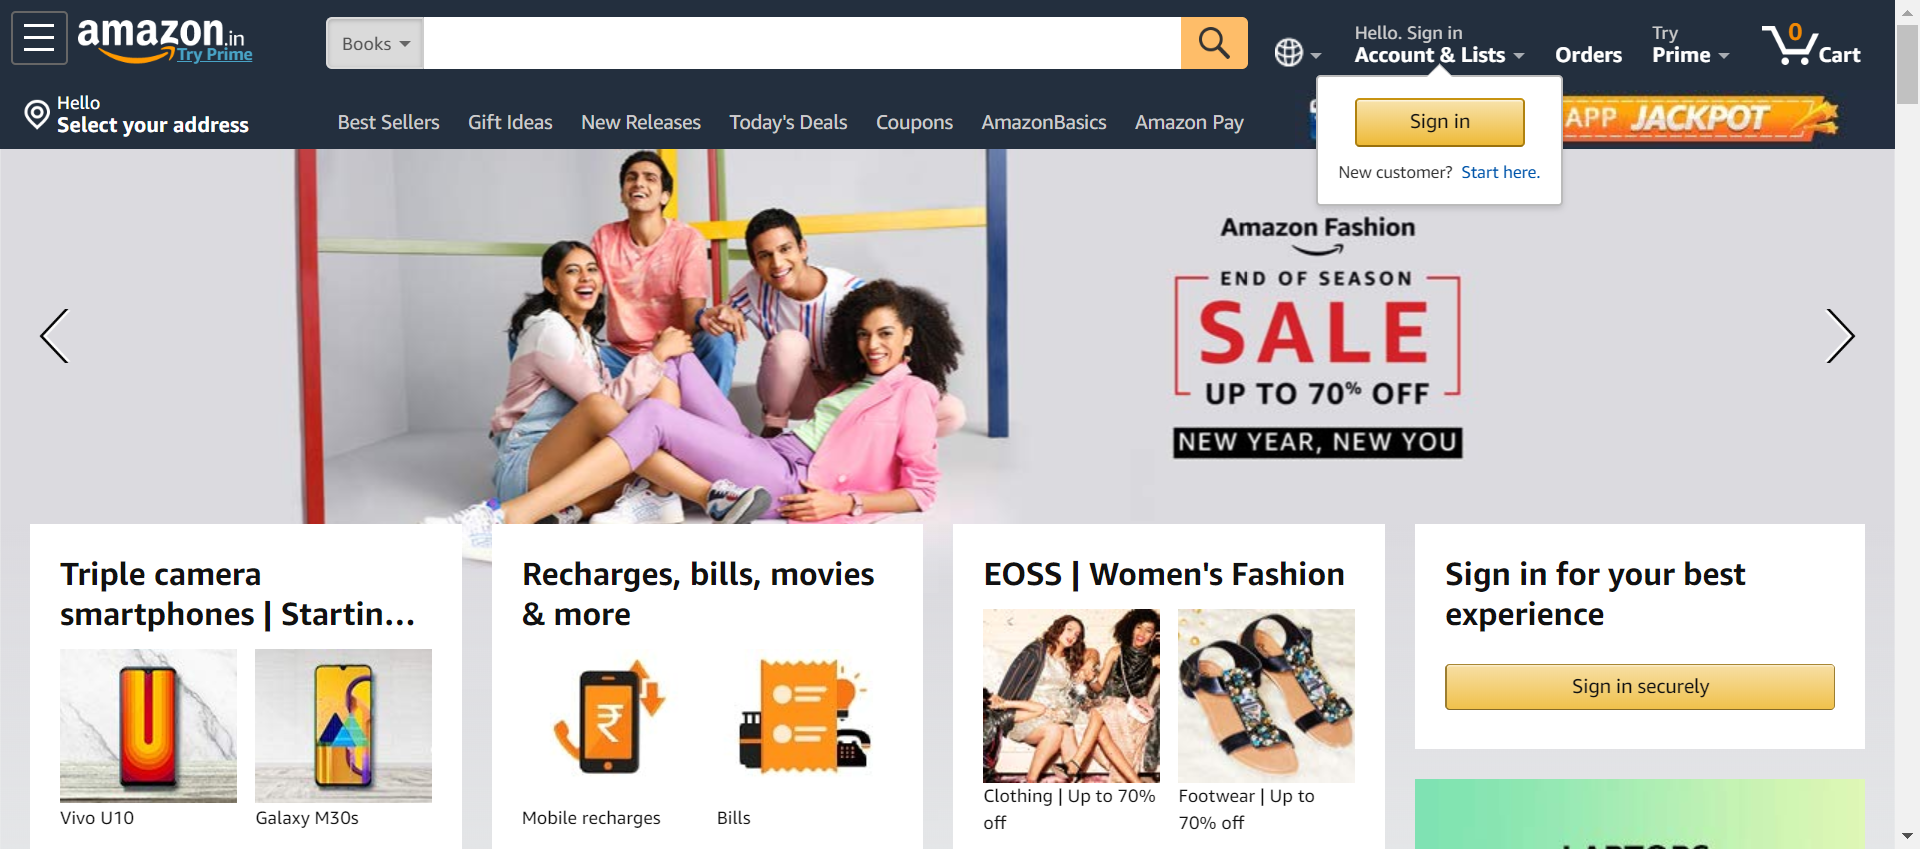 amazon.in
Try Prime
Books
Hello. Sign in
Account & Lists
Orders
Try
Prime
0
Cart
Hello
Select your address
Best Sellers
Gift Ideas
New Releases
Today's Deals
Coupons
AmazonBasics
Amazon Pay
APP JACKPOT
Sign in
New customer? Start here.
Amazon Fashion
END OF SEASON
SALE
UP TO 70% OFF
NEW YEAR, NEW YOU
Triple camera
smartphones | Startin...
Vivo U10
Galaxy M30s
Recharges, bills, movies
& more
₹
Mobile recharges
Bills
EOSS | Women's Fashion
Clothing | Up to 70%
off
Footwear | Up to
70% off
Sign in for your best
experience
Sign in securely
LAPTOPS